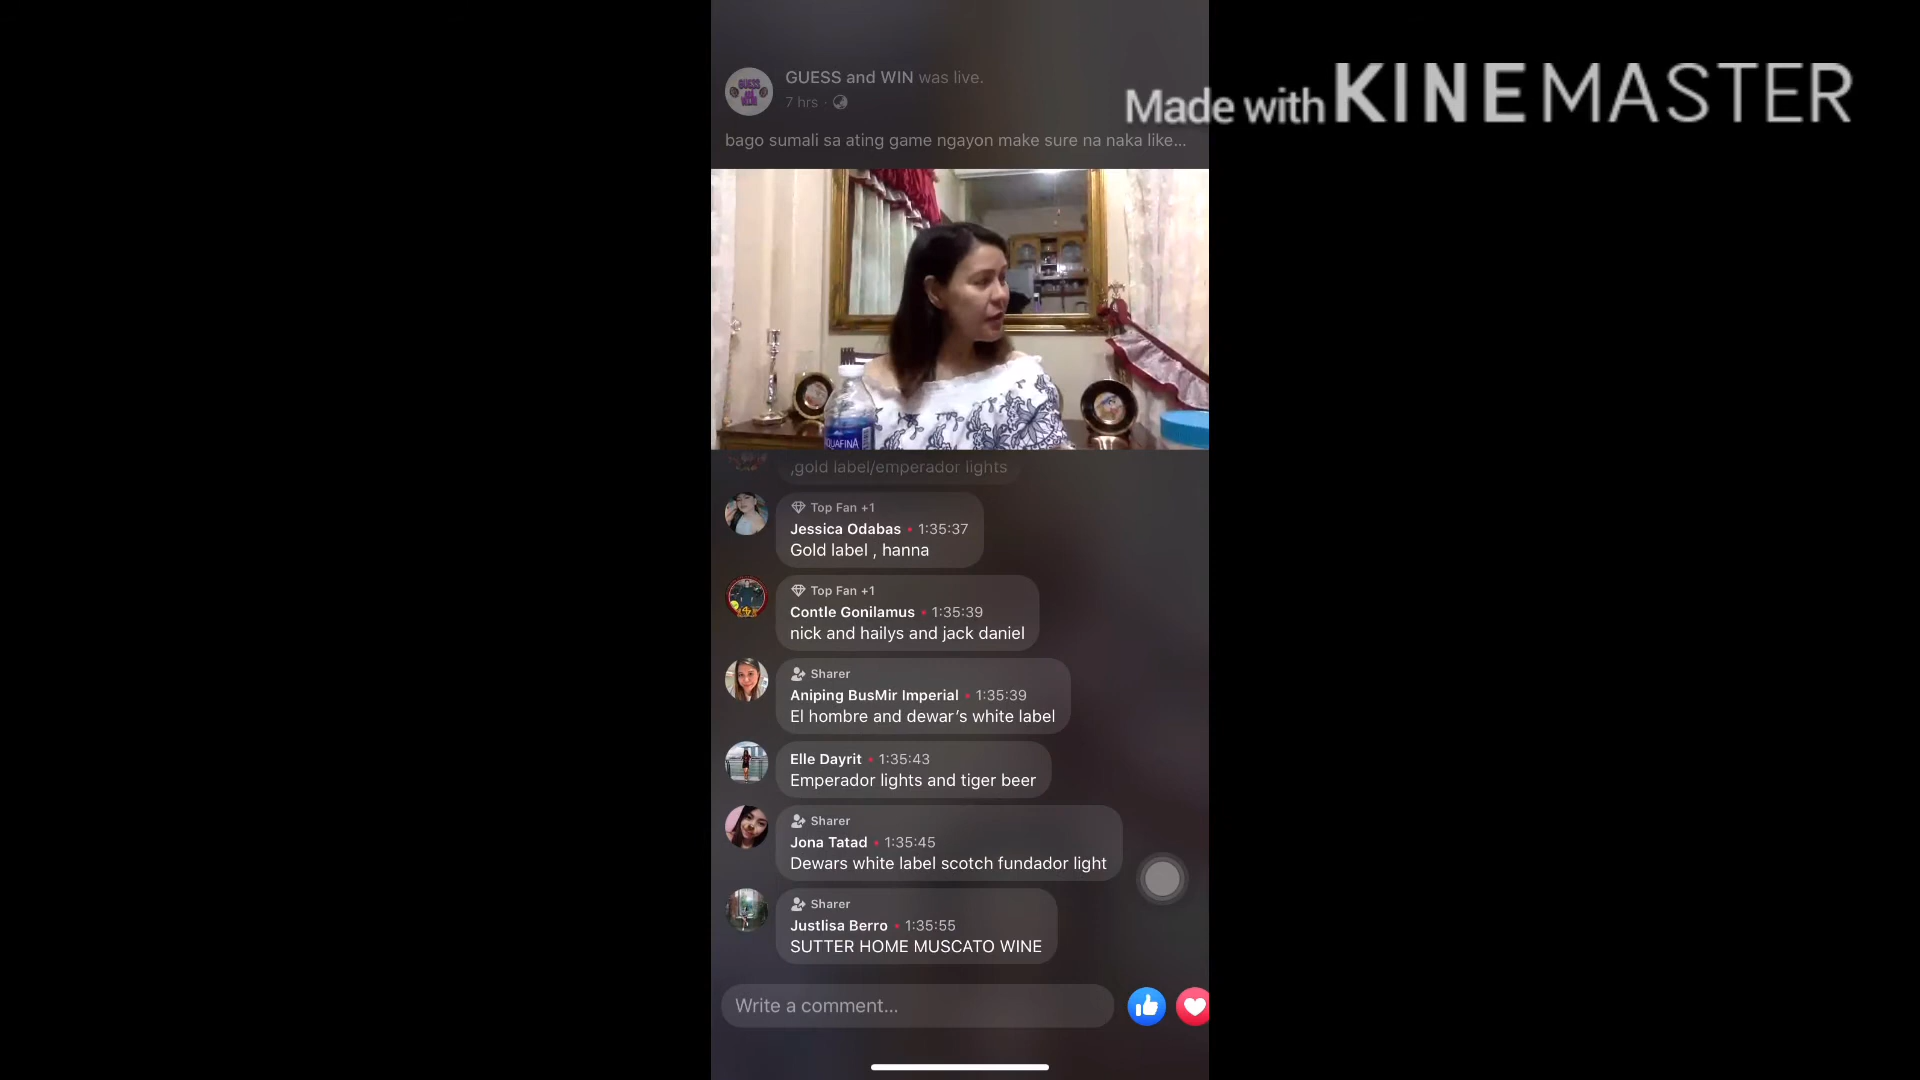 GUESS and WIN was live.
7 hrs ·
Made with KINEMASTER
bago sumali sa ating game ngayon make sure na naka like...
GUESS
AND
WIN
QUAFINA
,gold label/emperador lights
Top Fan +1
Jessica Odabas • 1:35:37
Gold label , hanna
Top Fan +1
Contle Gonilamus • 1:35:39
nick and hailys and jack daniel
Sharer
Aniping BusMir Imperial • 1:35:39
El hombre and dewar’s white label
Elle Dayrit • 1:35:43
Emperador lights and tiger beer
Sharer
Jona Tatad • 1:35:45
Dewars white label scotch fundador light
Sharer
Justlisa Berro • 1:35:55
SUTTER HOME MUSCATO WINE
Write a comment...